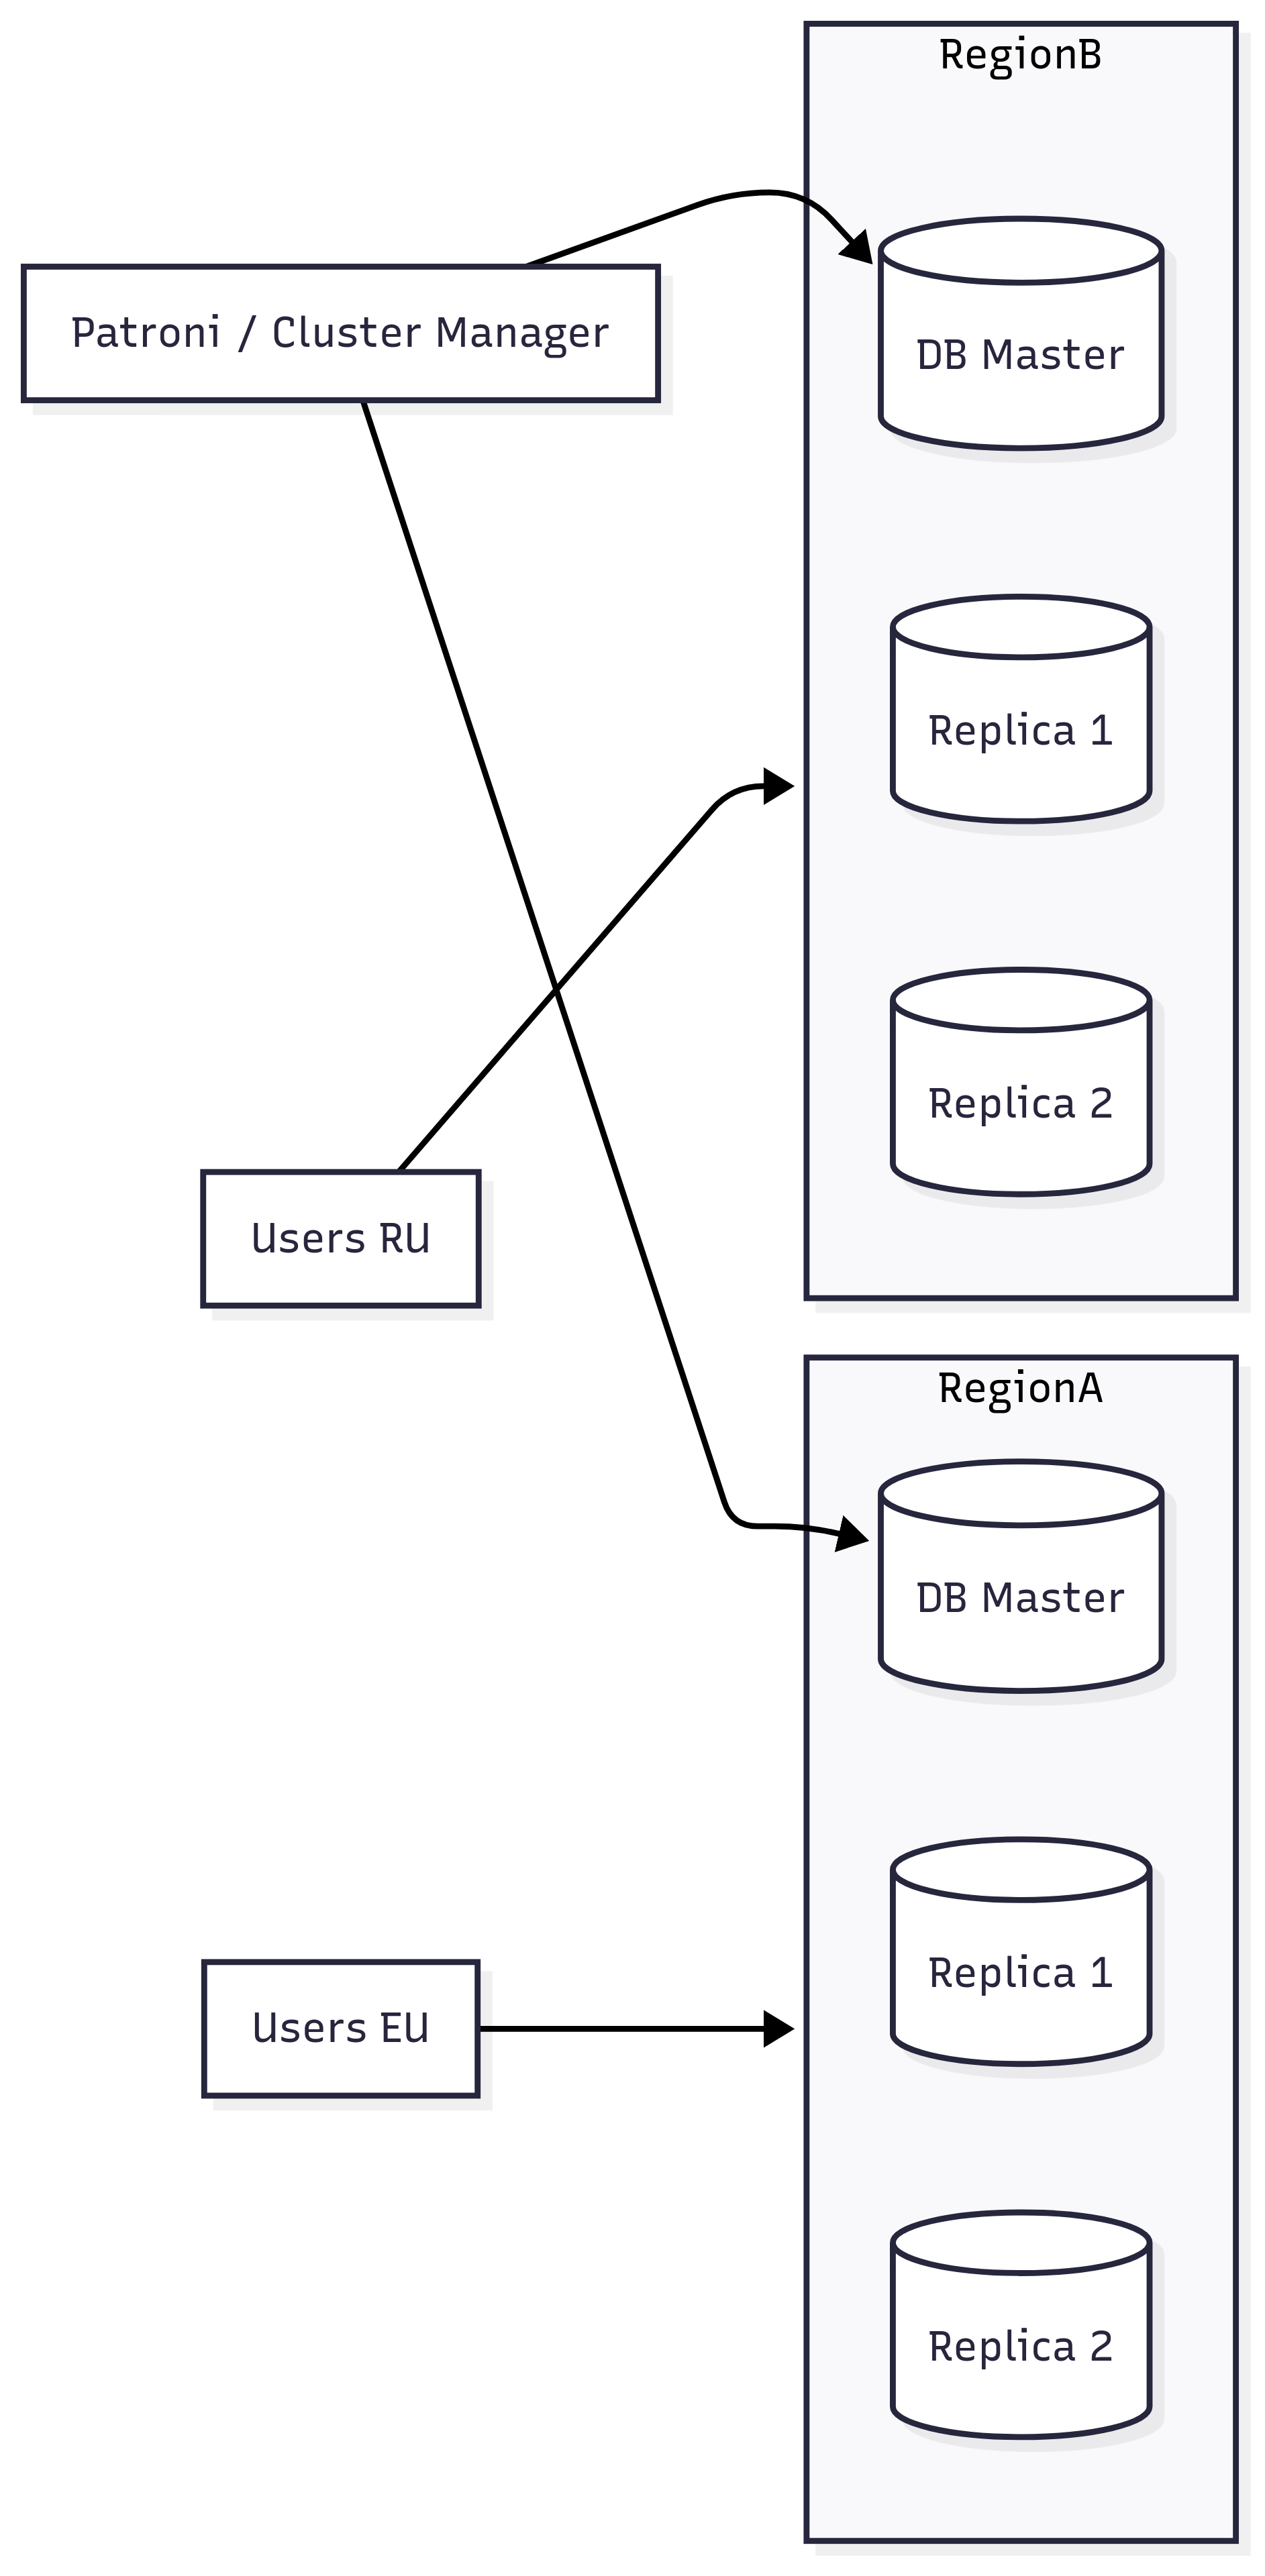 RegionB
Patroni / Cluster Manager
DB Master
Replica 1
Replica 2
Users RU
RegionA
DB Master
Replica 1
Users EU
Replica 2